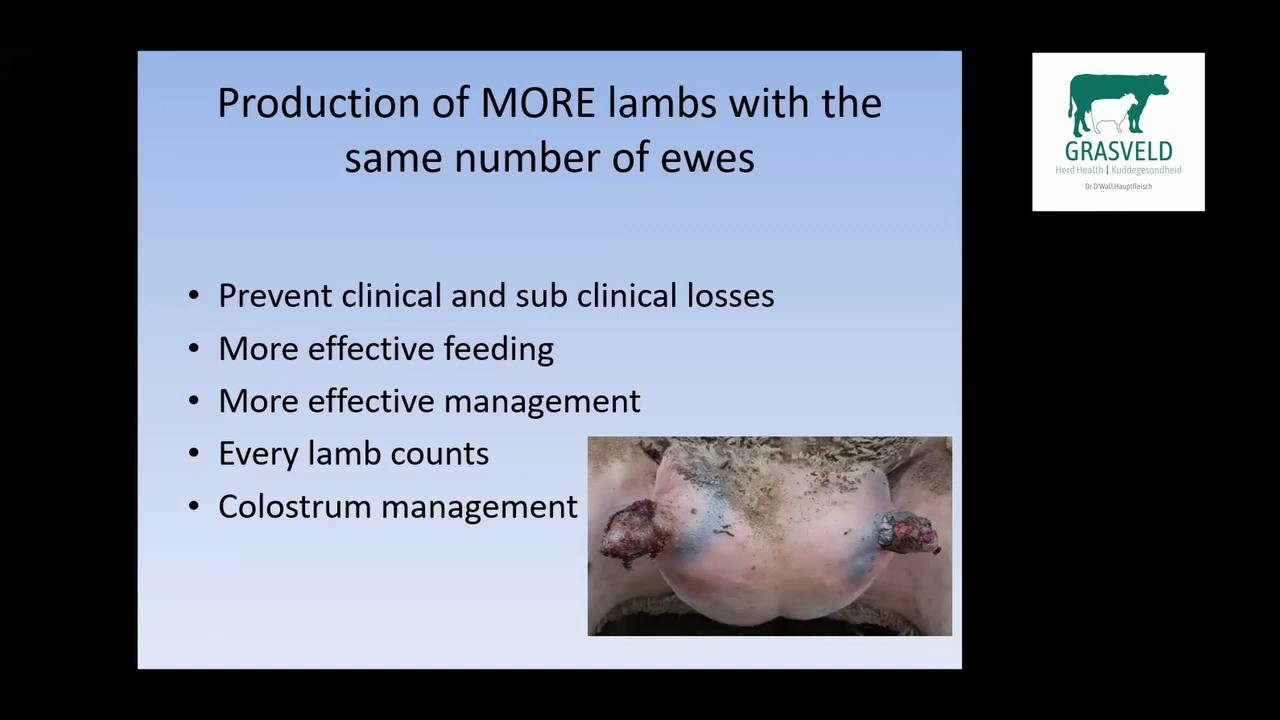 Production of MORE lambs with the
same number of ewes
• Prevent clinical and sub clinical losses
• More effective feeding
• More effective management
• Every lamb counts
• Colostrum management
GRASVELD
Herd Health | Kuddegesondheid
Dr D'Wall Hauptfleisch